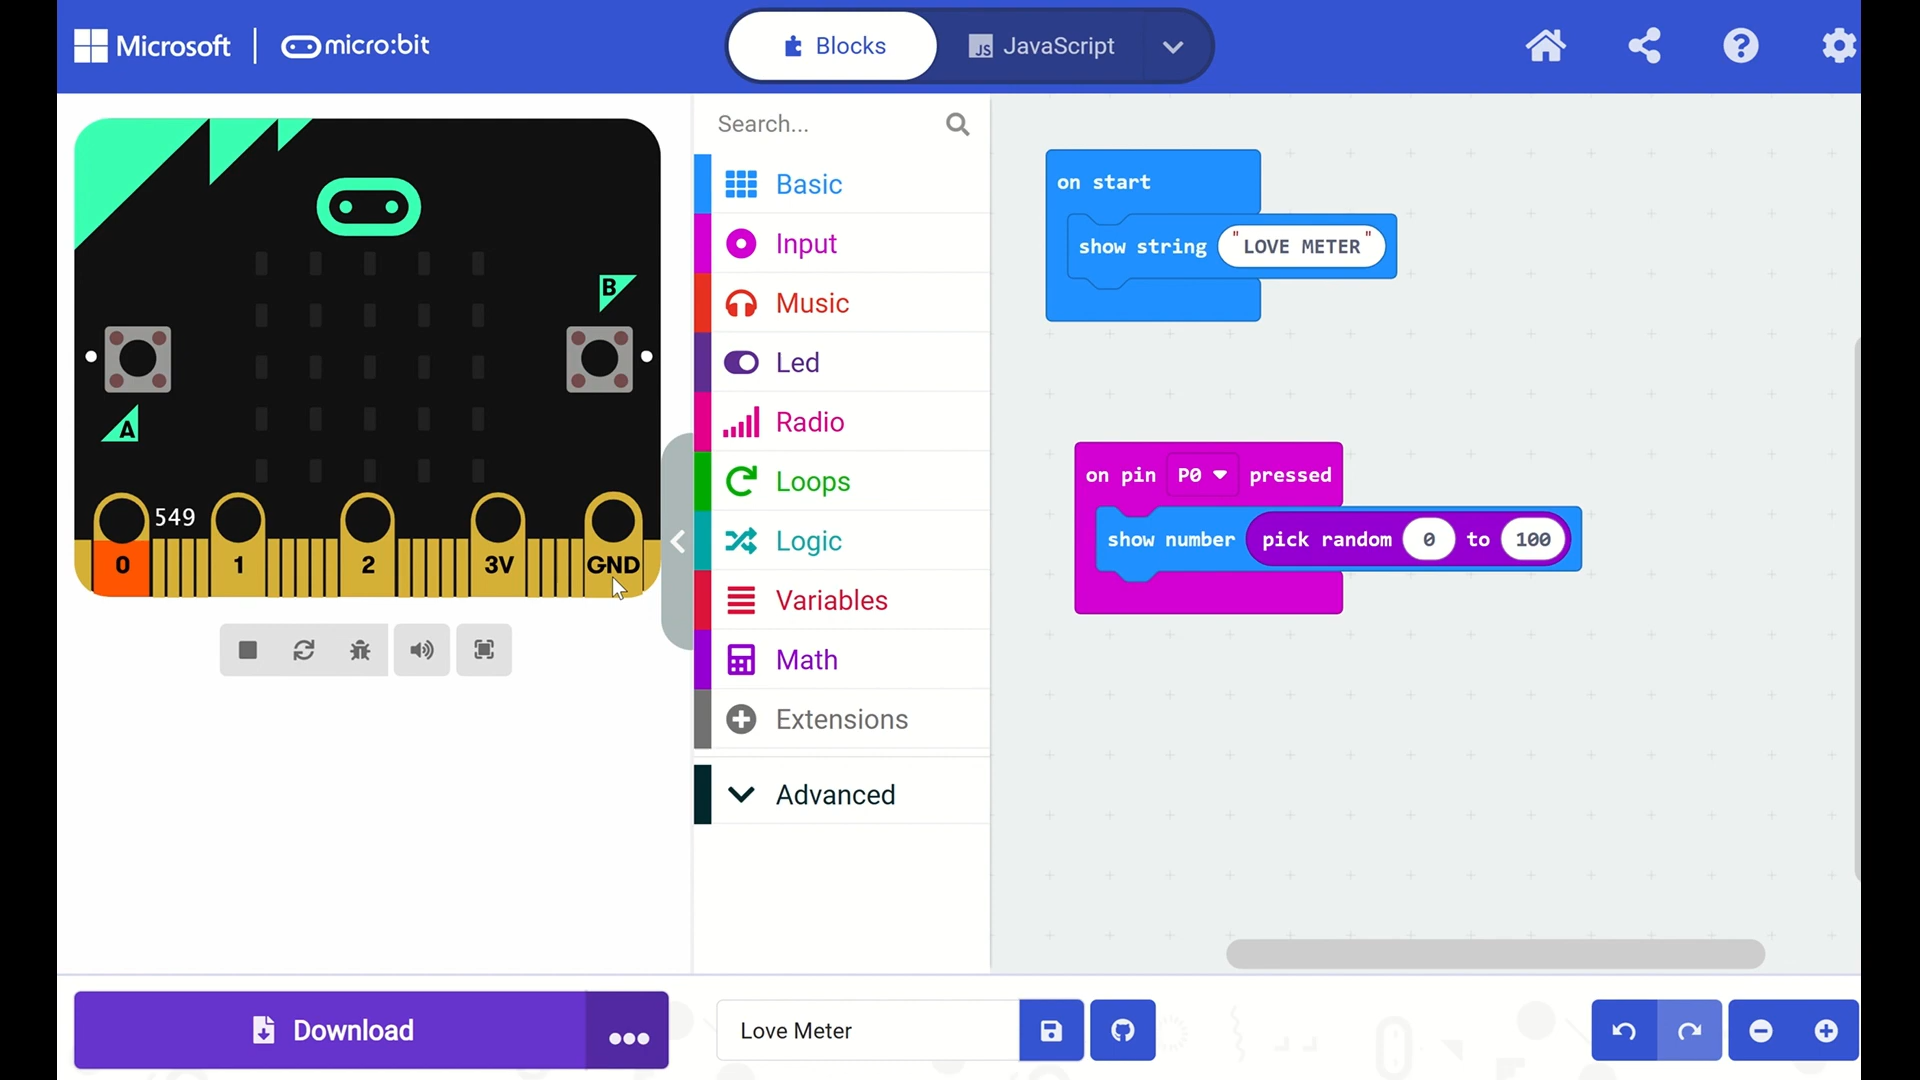 Microsoft | micro:bit
Blocks
JS JavaScript
B
A
549
0 1 2 3V GND
Search...
Basic
Input
Music
Led
Radio
Loops
Logic
Variables
Math
Extensions
Advanced
on start
show string "LOVE METER"
on pin P0 pressed
show number pick random 0 to 100
Download
Love Meter